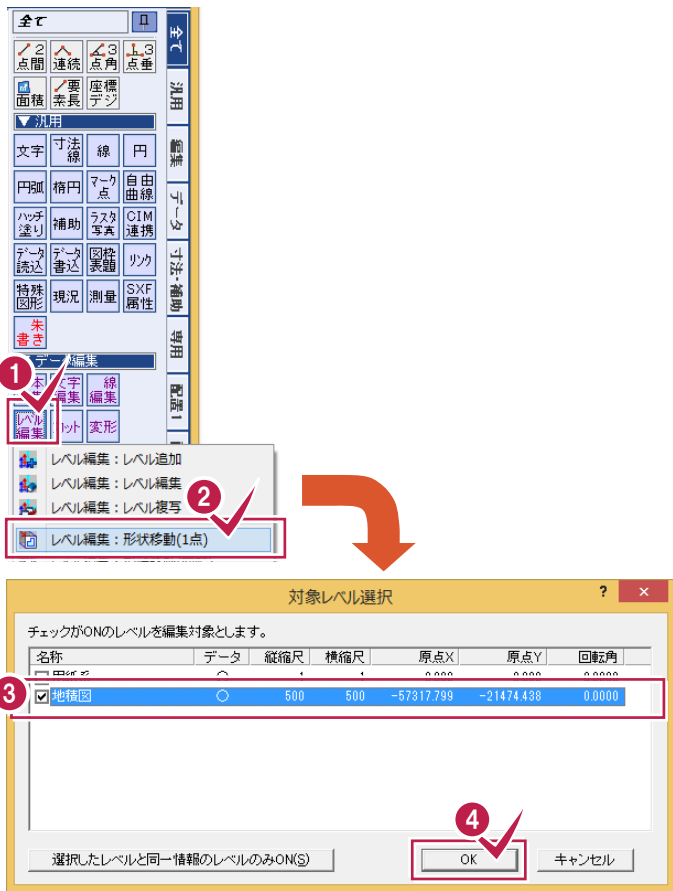 全て
全て
2点間 連続 3点角 3点垂
面積 要素長 座標デジ
▼ 汎用
汎用
文字 寸法線 線 円
編集
円弧 楕円 マーク点 自由曲線
データ
ハッチ塗り 補助 ラスタ写真 CIM連携
データ読込 データ書込 図枠表題 リンク
寸法・補助
特殊図形 現況 測量 SXF属性
朱書き
専用
データ編集
文字編集 線編集
配置1
レベル編集 変形
1
レベル編集：レベル追加
レベル編集：レベル編集
レベル編集：レベル複写
2
レベル編集：形状移動(1点)
対象レベル選択 ? ×
チェックがONのレベルを編集対象とします。
名称 データ 縦縮尺 横縮尺 原点X 原点Y 回転角
3
地積図 ○ 500 500 -57317.799 -21474.438 0.0000
4
選択したレベルと同一情報のレベルのみON(S) OK キャンセル